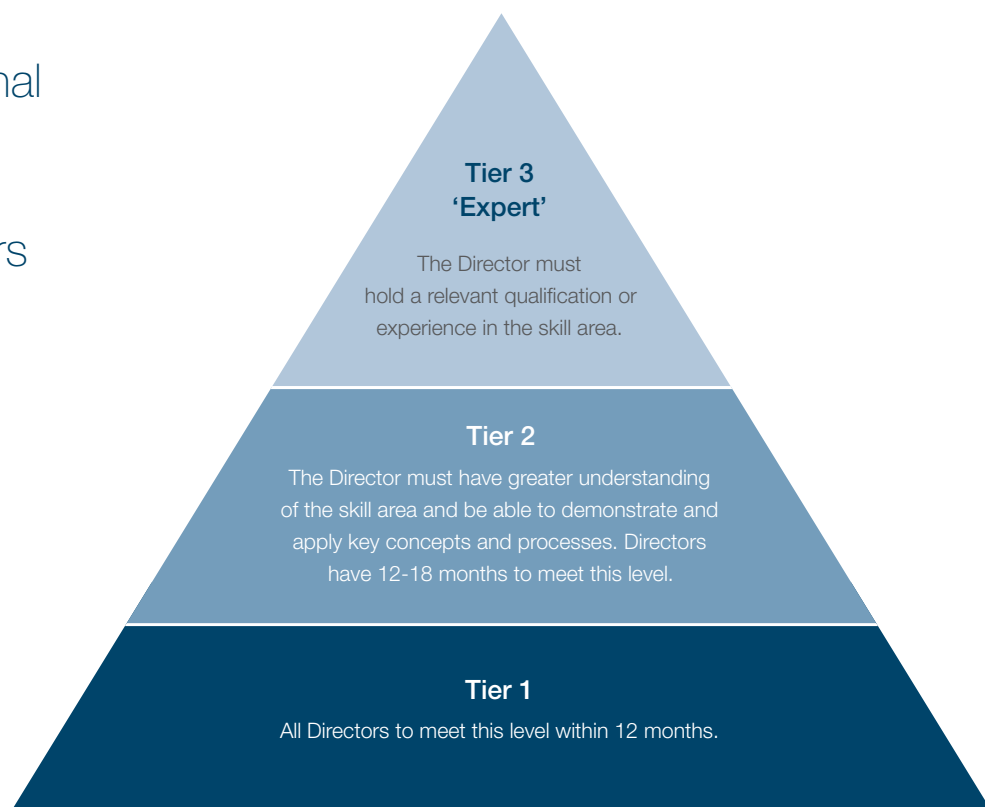 Tier 3
‘Expert’
The Director must
hold a relevant qualification or
experience in the skill area.
Tier 2
The Director must have greater understanding
of the skill area and be able to demonstrate and
apply key concepts and processes. Directors
have 12-18 months to meet this level.
Tier 1
All Directors to meet this level within 12 months.